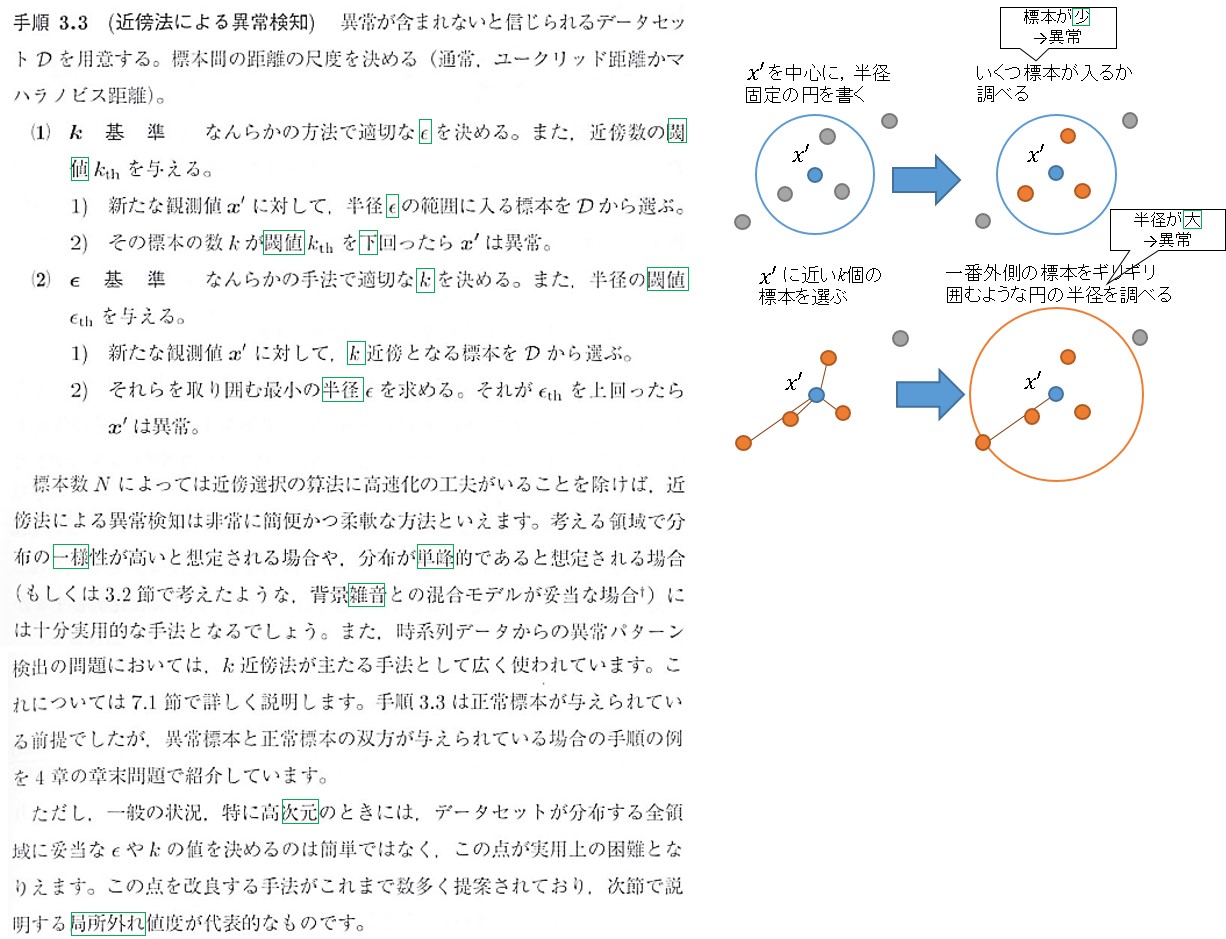 手順 3.3 (近傍法による異常検知) 異常が含まれないと信じられるデータセッ
ト D を用意する。標本間の距離の尺度を決める（通常，ユークリッド距離かマ
ハラノビス距離）。
(1) k 基 準 なんらかの方法で適切な ϵ を決める。また，近傍数の閾
値 kth を与える。
1) 新たな観測値 x′ に対して，半径 ϵ の範囲に入る標本を D から選ぶ。
2) その標本の数 k が閾値 kth を下回ったら x′ は異常。
(2) ϵ 基 準 なんらかの手法で適切な k を決める。また，半径の閾値
ϵth を与える。
1) 新たな観測値 x′ に対して，k 近傍となる標本を D から選ぶ。
2) それらを取り囲む最小の半径 ϵ を求める。それが ϵth を上回ったら
x′ は異常。
標本数 N によっては近傍選択の算法に高速化の工夫がいることを除けば，近
傍法による異常検知は非常に簡便かつ柔軟な方法といえます。考える領域で分
布の一様性が高いと想定される場合や，分布が単峰的であると想定される場合
（もしくは 3.2 節で考えたような，背景雑音との混合モデルが妥当な場合†）に
は十分実用的な手法となるでしょう。また，時系列データからの異常パターン
検出の問題においては，k 近傍法が主たる手法として広く使われています。こ
れについては 7.1 節で詳しく説明します。手順 3.3 は正常標本が与えられてい
る前提でしたが，異常標本と正常標本の双方が与えられている場合の手順の例
を 4 章の章末問題で紹介しています。
ただし，一般の状況，特に高次元のときには，データセットが分布する全領
域に妥当な ϵ や k の値を決めるのは簡単ではなく，この点が実用上の困難とな
りえます。この点を改良する手法がこれまで数多く提案されており，次節で説
明する局所外れ値度が代表的なものです。
標本が少
→異常
x′を中心に，半径
固定の円を書く
いくつ標本が入るか
調べる
x′
x′
半径が大
→異常
x′に近いk個の
標本を選ぶ
一番外側の標本をギリギリ
囲むような円の半径を調べる
x′
x′